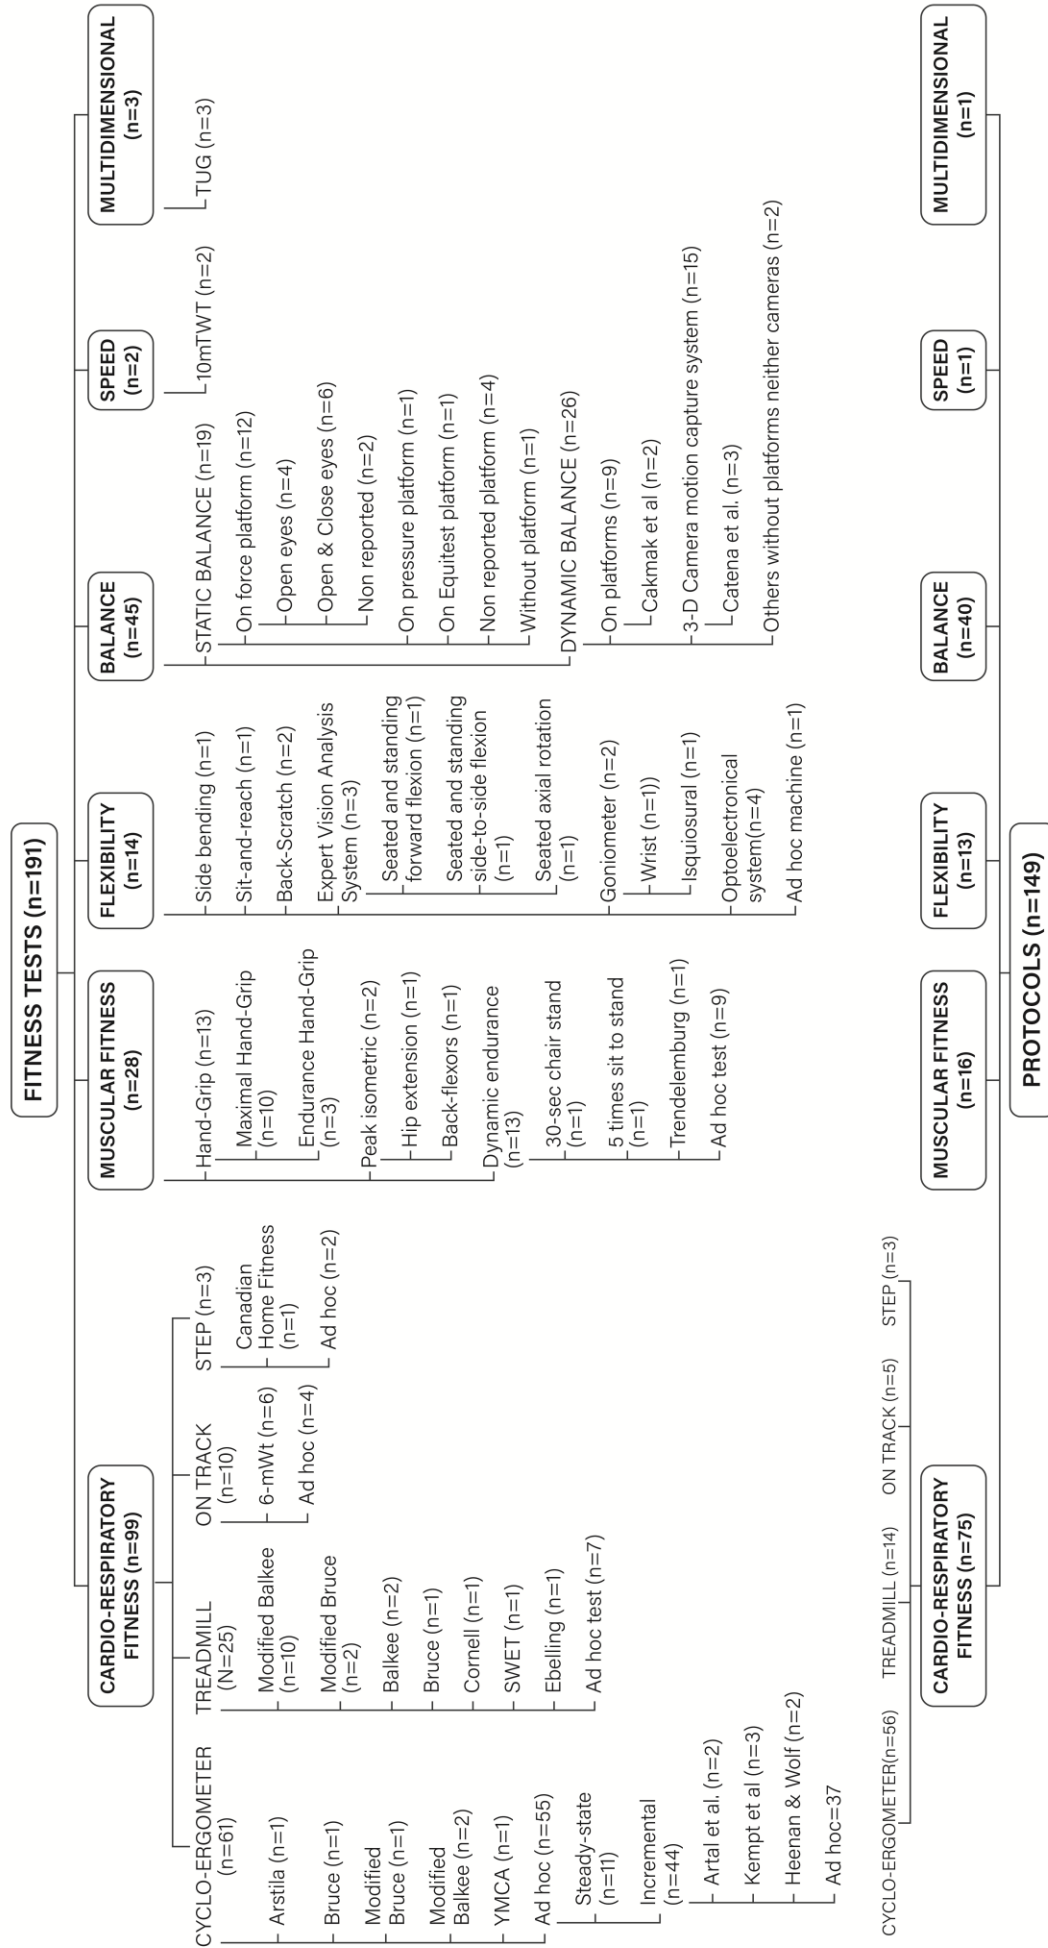 FITNESS TESTS (n=191)
CARDIO-RESPIRATORY
FITNESS (n=99)
CYCLO-ERGOMETER
(n=61)
Arstila (n=1)
Bruce (n=1)
Modified
Bruce (n=1)
Modified
Balkee (n=2)
YMCA (n=1)
Ad hoc (n=55)
Steady-state
(n=11)
Incremental
(n=44)
Artal et al. (n=2)
Kempt et al (n=3)
Heenan & Wolf (n=2)
Ad hoc=37
TREADMILL
(N=25)
Modified Balkee
(n=10)
Modified Bruce
(n=2)
Balkee (n=2)
Bruce (n=1)
Cornell (n=1)
SWET (n=1)
Ebelling (n=1)
Ad hoc test (n=7)
ON TRACK
(n=10)
6-mWt (n=6)
Ad hoc (n=4)
STEP (n=3)
Canadian
Home Fitness
(n=1)
Ad hoc (n=2)
MUSCULAR FITNESS
(n=28)
Hand-Grip (n=13)
Maximal Hand-Grip
(n=10)
Endurance Hand-Grip
(n=3)
Peak isometric (n=2)
Hip extension (n=1)
Back-flexors (n=1)
Dynamic endurance
(n=13)
30-sec chair stand
(n=1)
5 times sit to stand
(n=1)
Trendelemburg (n=1)
Ad hoc test (n=9)
FLEXIBILITY
(n=14)
Side bending (n=1)
Sit-and-reach (n=1)
Back-Scratch (n=2)
Expert Vision Analysis
System (n=3)
Seated and standing
forward flexion (n=1)
Seated and standing
side-to-side flexion
(n=1)
Seated axial rotation
(n=1)
Goniometer (n=2)
Wrist (n=1))
Isquiosural (n=1)
Optoelectronical
system(n=4)
Ad hoc machine (n=1)
BALANCE
(n=45)
STATIC BALANCE (n=19)
On force platform (n=12)
Open eyes (n=4)
Open & Close eyes (n=6)
Non reported (n=2)
On pressure platform (n=1)
On Equitest platform (n=1)
Non reported platform (n=4)
Without platform (n=1)
DYNAMIC BALANCE (n=26)
On platforms (n=9)
Cakmak et al (n=2)
3-D Camera motion capture system (n=15)
Catena et al. (n=3)
Others without platforms neither cameras (n=2)
SPEED
(n=2)
10mTWT (n=2)
MULTIDIMENSIONAL
(n=3)
TUG (n=3)
CYCLO-ERGOMETER(n=56)
TREADMILL (n=14)
ON TRACK (n=5)
STEP (n=3)
CARDIO-RESPIRATORY
FITNESS (n=75)
MUSCULAR FITNESS
(n=16)
FLEXIBILITY
(n=13)
BALANCE
(n=40)
SPEED
(n=1)
MULTIDIMENSIONAL
(n=1)
PROTOCOLS (n=149)